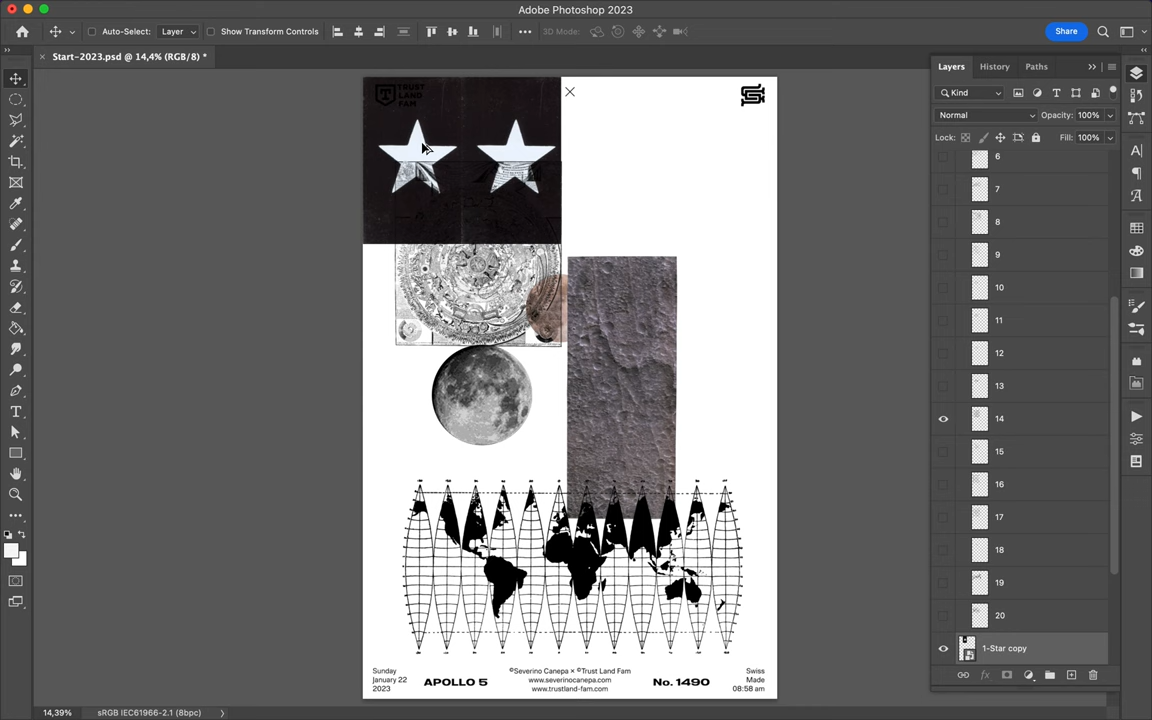 Adobe Photoshop 2023
Auto-Select:
Layer
Show Transform Controls
3D Mode:
Share
Start-2023.psd @ 14,4% (RGB/8) *
Layers
History
Paths
Kind
Normal
Opacity: 100%
Lock:
Fill: 100%
6
7
8
9
10
11
12
13
14
15
16
17
18
19
20
1-Star copy
TRUST
LAND
FAM
Sunday
January 22
2023
APOLLO 5
©Severino Canepa × ©Trust Land Fam
www.severinocanepa.com
www.trustland-fam.com
No. 1490
Swiss
Made
08:58 am
14,39%
sRGB IEC61966-2.1 (8bpc)